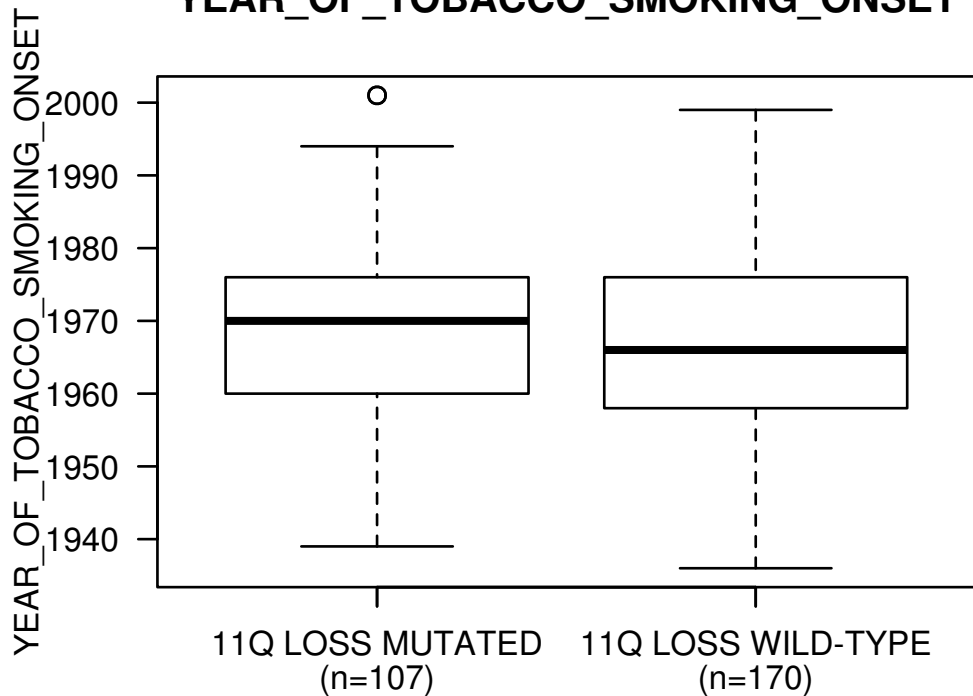 YEAR_OF_TOBACCO_SMOKING_ONSET
YEAR_OF_TOBACCO_SMOKING_ONSET
2000
1990
1980
1970
1960
1950
1940
11Q LOSS MUTATED
(n=107)
11Q LOSS WILD-TYPE
(n=170)